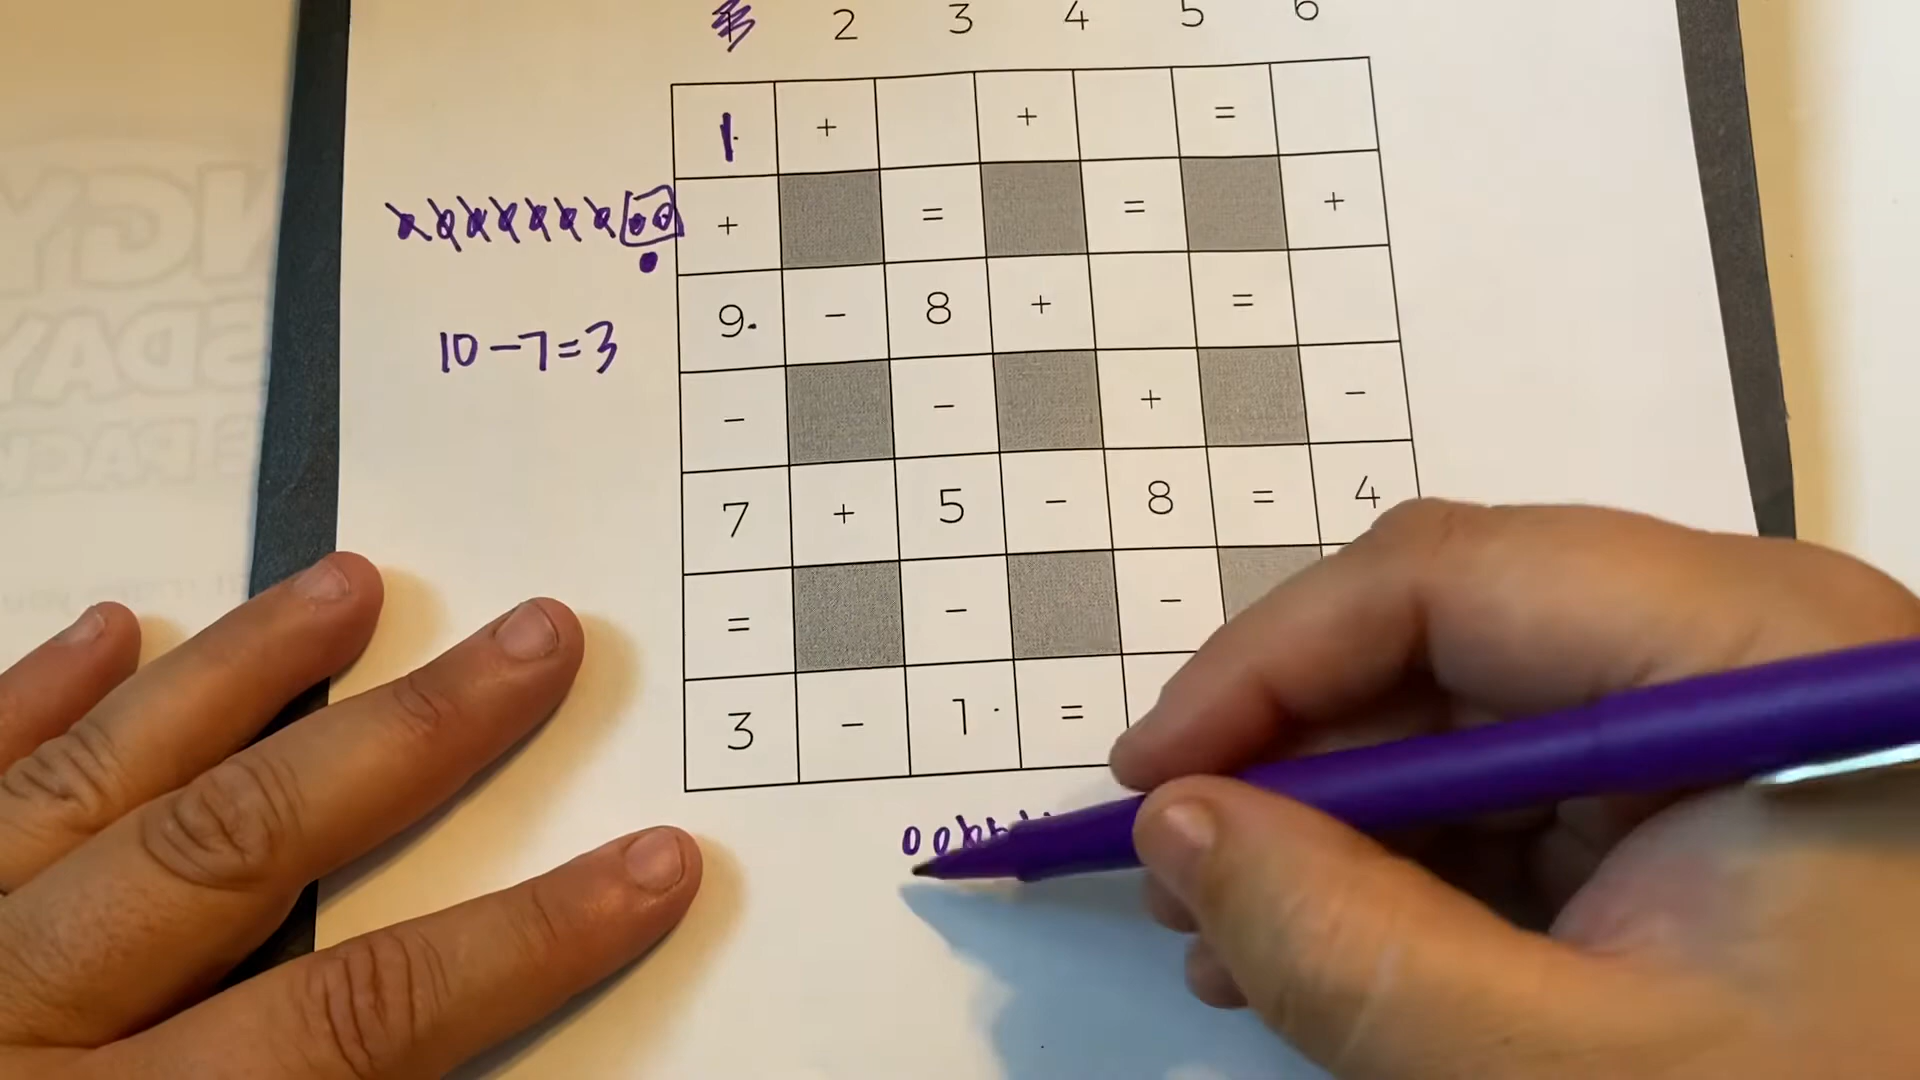 2 3 4 5 6
1 + + =
+ = = +
9 - 8 + =
10-7=3
- - + -
7 + 5 - 8 = 4
= - -
3 - 1 =